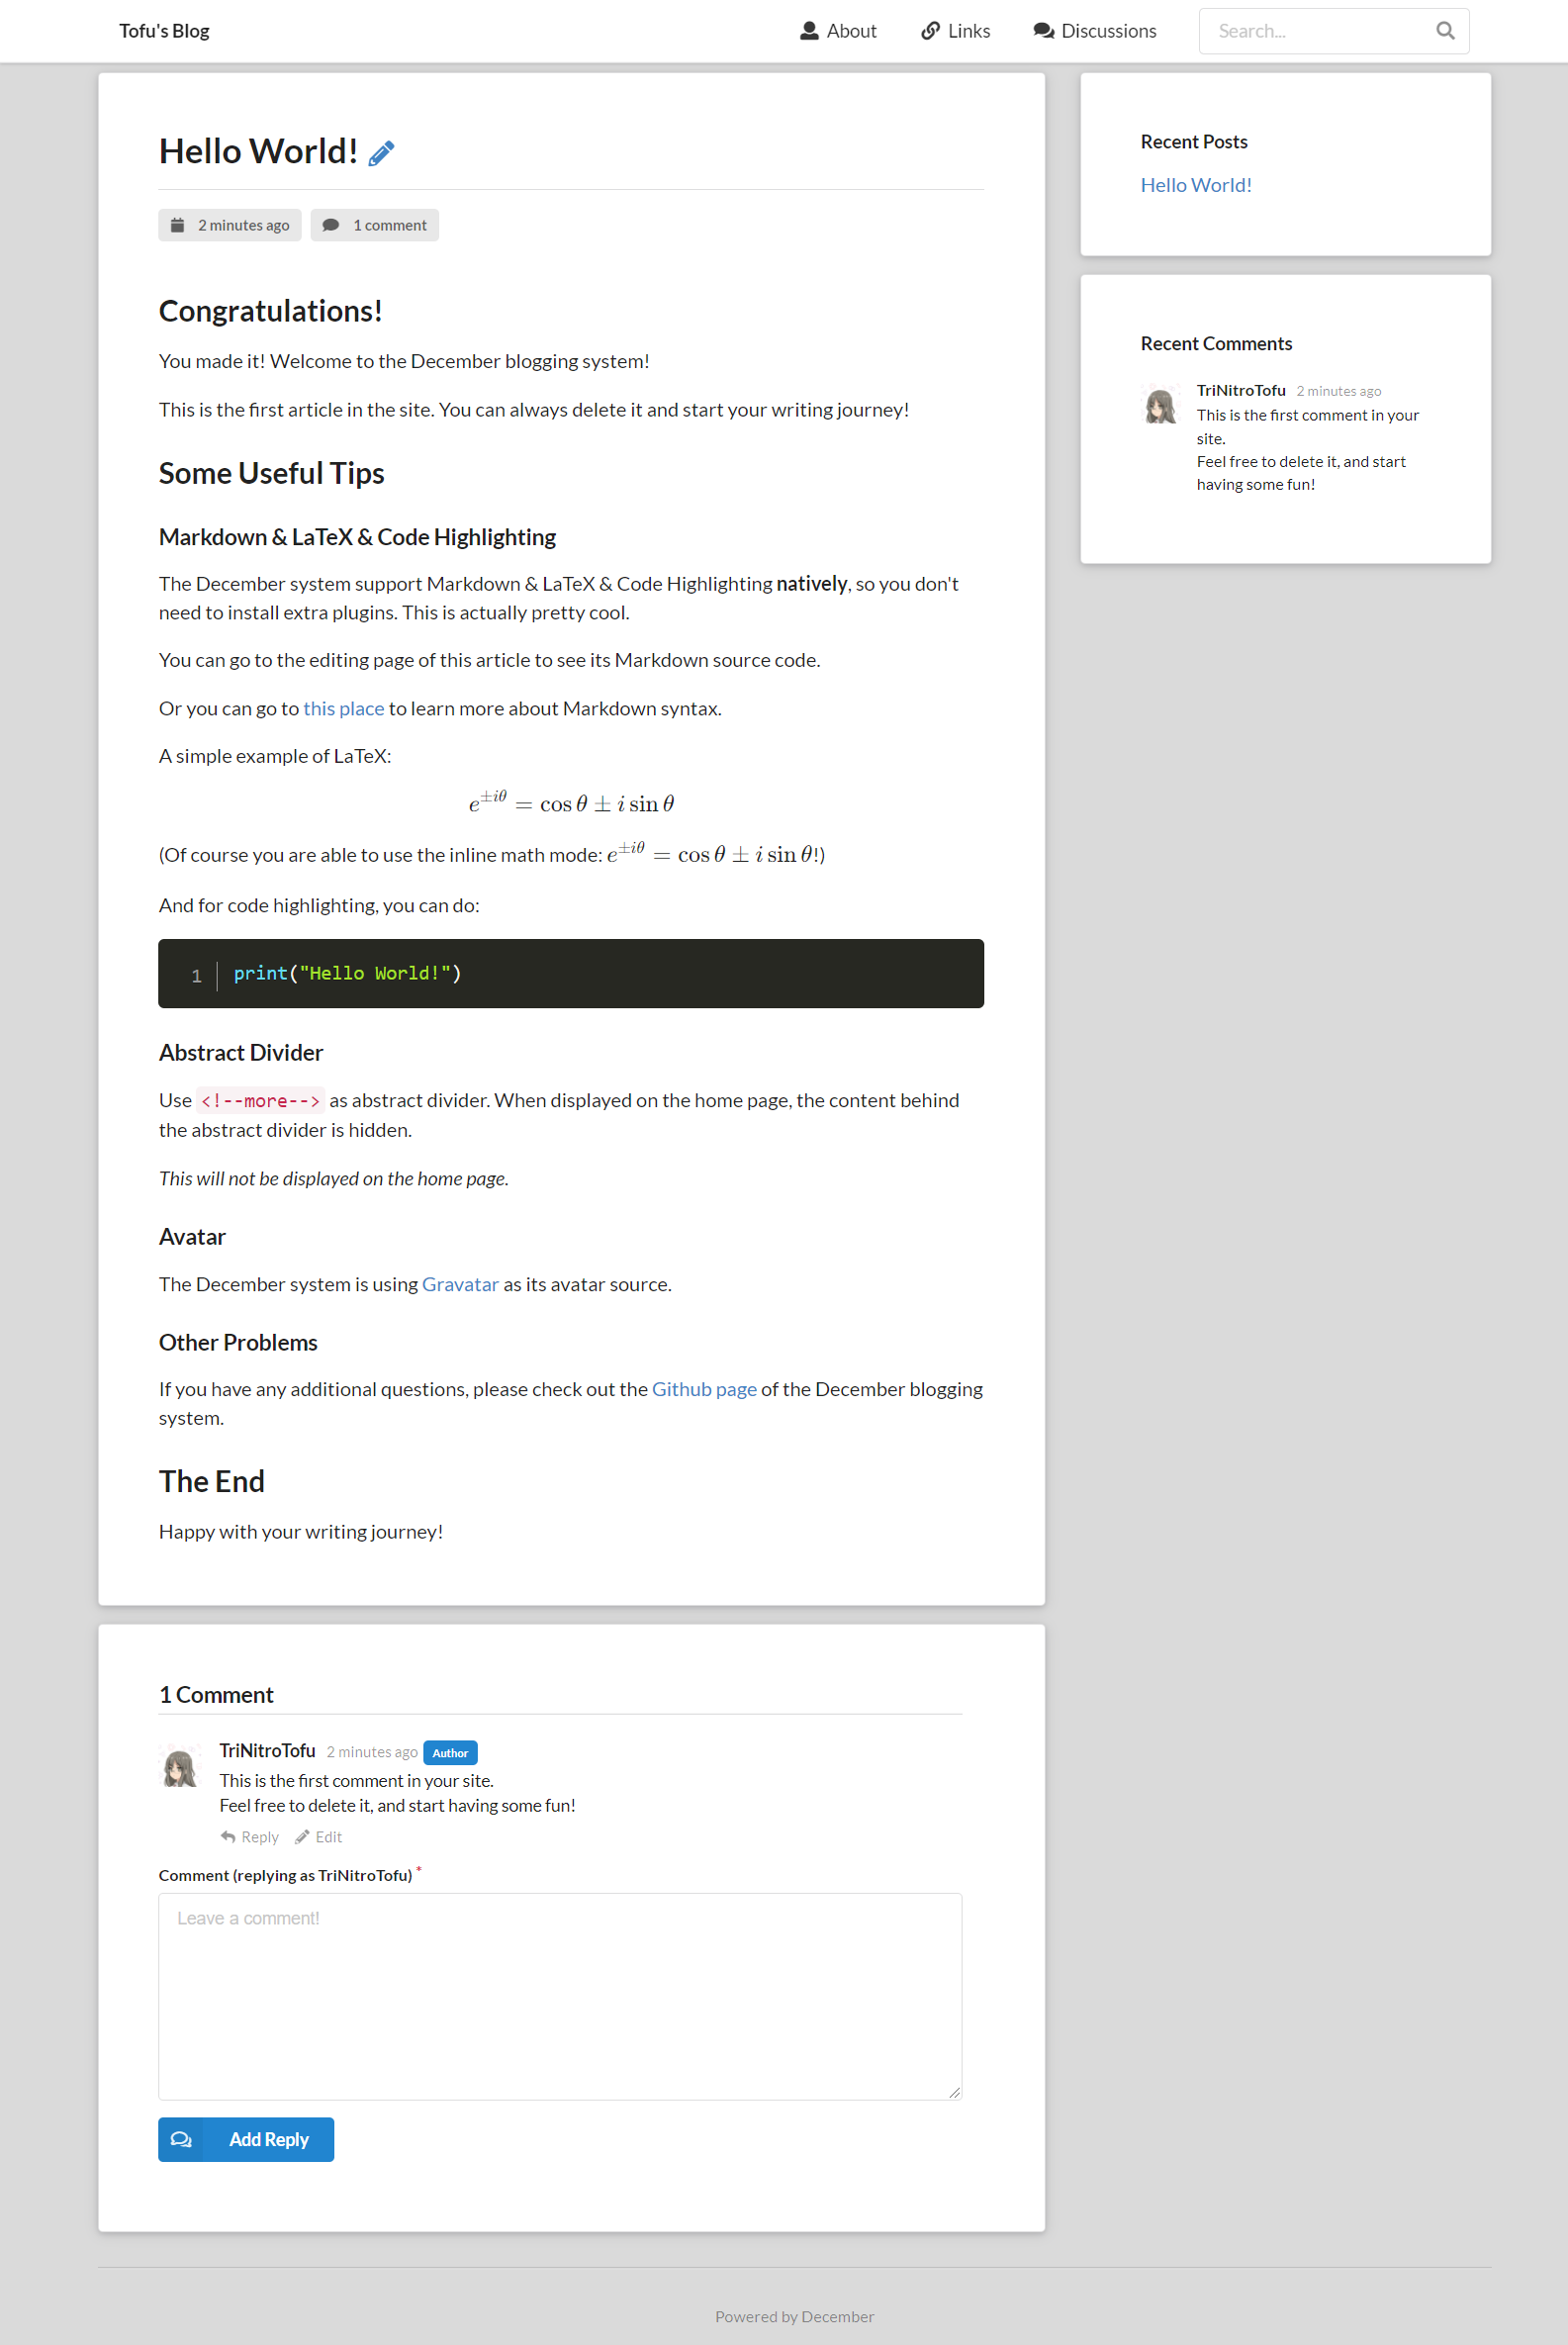 Tofu's Blog
About
Links
Discussions
Search...
Hello World!
2 minutes ago
1 comment
Congratulations!
You made it! Welcome to the December blogging system!
This is the first article in the site. You can always delete it and start your writing journey!
Some Useful Tips
Markdown & LaTeX & Code Highlighting
The December system support Markdown & LaTeX & Code Highlighting natively, so you don't
need to install extra plugins. This is actually pretty cool.
You can go to the editing page of this article to see its Markdown source code.
Or you can go to this place to learn more about Markdown syntax.
A simple example of LaTeX:
e^{±iθ} = cos θ ± i sin θ
(Of course you are able to use the inline math mode: e^{±iθ} = cos θ ± i sin θ!)
And for code highlighting, you can do:
1 print("Hello World!")
Abstract Divider
Use <!--more--> as abstract divider. When displayed on the home page, the content behind
the abstract divider is hidden.
This will not be displayed on the home page.
Avatar
The December system is using Gravatar as its avatar source.
Other Problems
If you have any additional questions, please check out the Github page of the December blogging
system.
The End
Happy with your writing journey!
1 Comment
TriNitroTofu 2 minutes ago Author
This is the first comment in your site.
Feel free to delete it, and start having some fun!
Reply Edit
Comment (replying as TriNitroTofu) *
Leave a comment!
Add Reply
Recent Posts
Hello World!
Recent Comments
TriNitroTofu 2 minutes ago
This is the first comment in your
site.
Feel free to delete it, and start
having some fun!
Powered by December